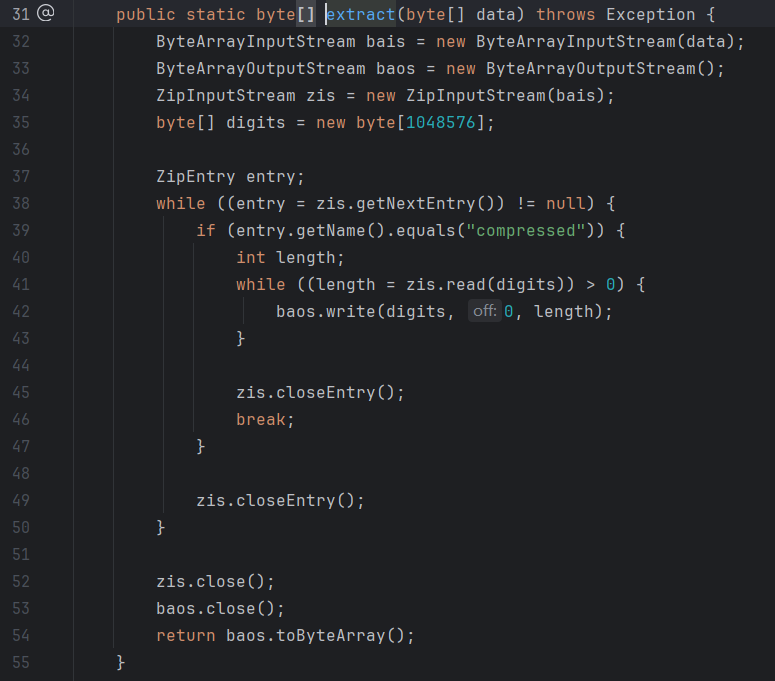 31 @ public static byte[] extract(byte[] data) throws Exception {
32 ByteArrayInputStream bais = new ByteArrayInputStream(data);
33 ByteArrayOutputStream baos = new ByteArrayOutputStream();
34 ZipInputStream zis = new ZipInputStream(bais);
35 byte[] digits = new byte[1048576];
36
37 ZipEntry entry;
38 while ((entry = zis.getNextEntry()) != null) {
39 if (entry.getName().equals("compressed")) {
40 int length;
41 while ((length = zis.read(digits)) > 0) {
42 baos.write(digits, off: 0, length);
43 }
44
45 zis.closeEntry();
46 break;
47 }
48
49 zis.closeEntry();
50 }
51
52 zis.close();
53 baos.close();
54 return baos.toByteArray();
55 }